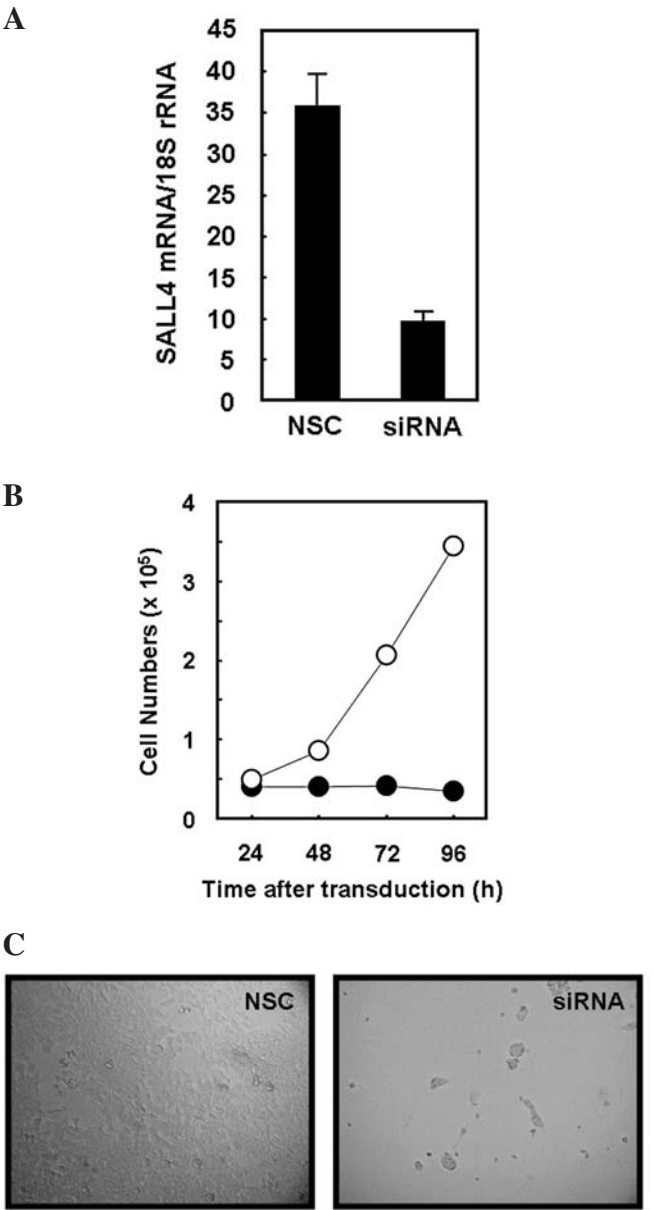 A
SALL4 mRNA/18S rRNA
45
40
35
30
25
20
15
10
5
0
NSC siRNA
B
Cell Numbers (x 10⁵)
4
3
2
1
0
24 48 72 96
Time after transduction (h)
C
NSC
siRNA